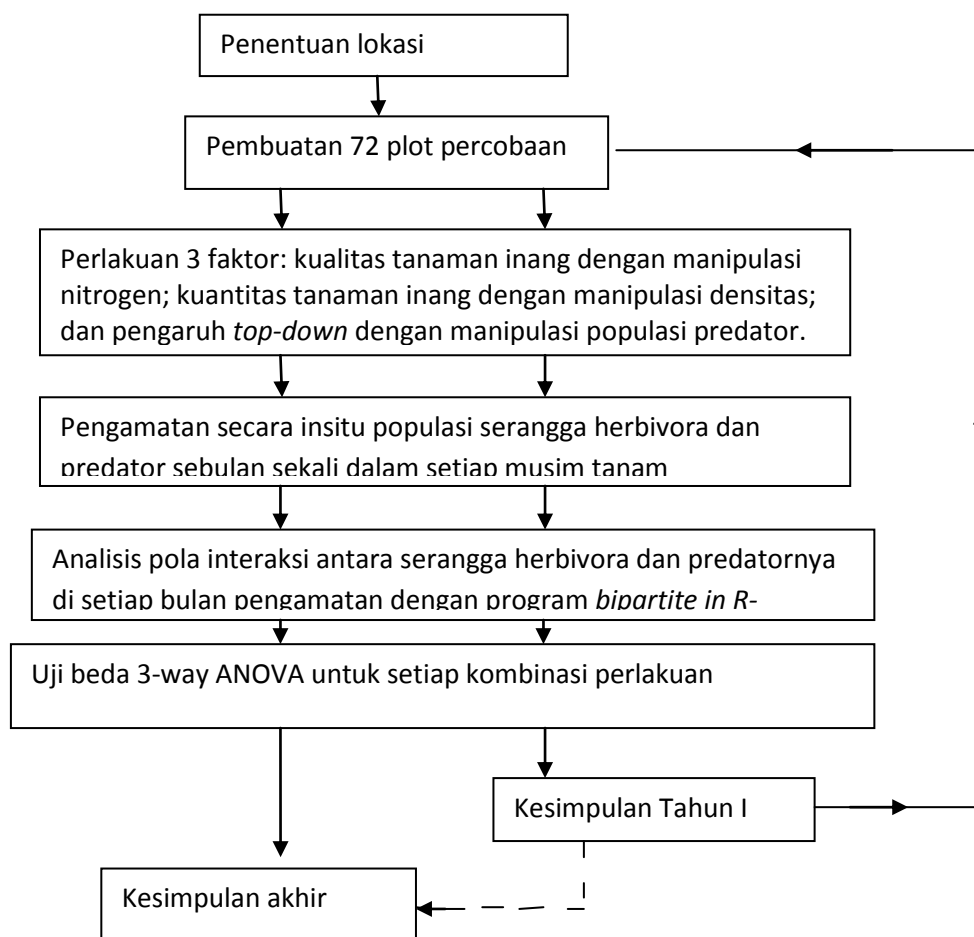 Penentuan lokasi
Pembuatan 72 plot percobaan
Perlakuan 3 faktor: kualitas tanaman inang dengan manipulasi
nitrogen; kuantitas tanaman inang dengan manipulasi densitas;
dan pengaruh top-down dengan manipulasi populasi predator.
Pengamatan secara insitu populasi serangga herbivora dan
predator sebulan sekali dalam setiap musim tanam
Analisis pola interaksi antara serangga herbivora dan predatornya
di setiap bulan pengamatan dengan program bipartite in R-
Uji beda 3-way ANOVA untuk setiap kombinasi perlakuan
Kesimpulan Tahun I
Kesimpulan akhir